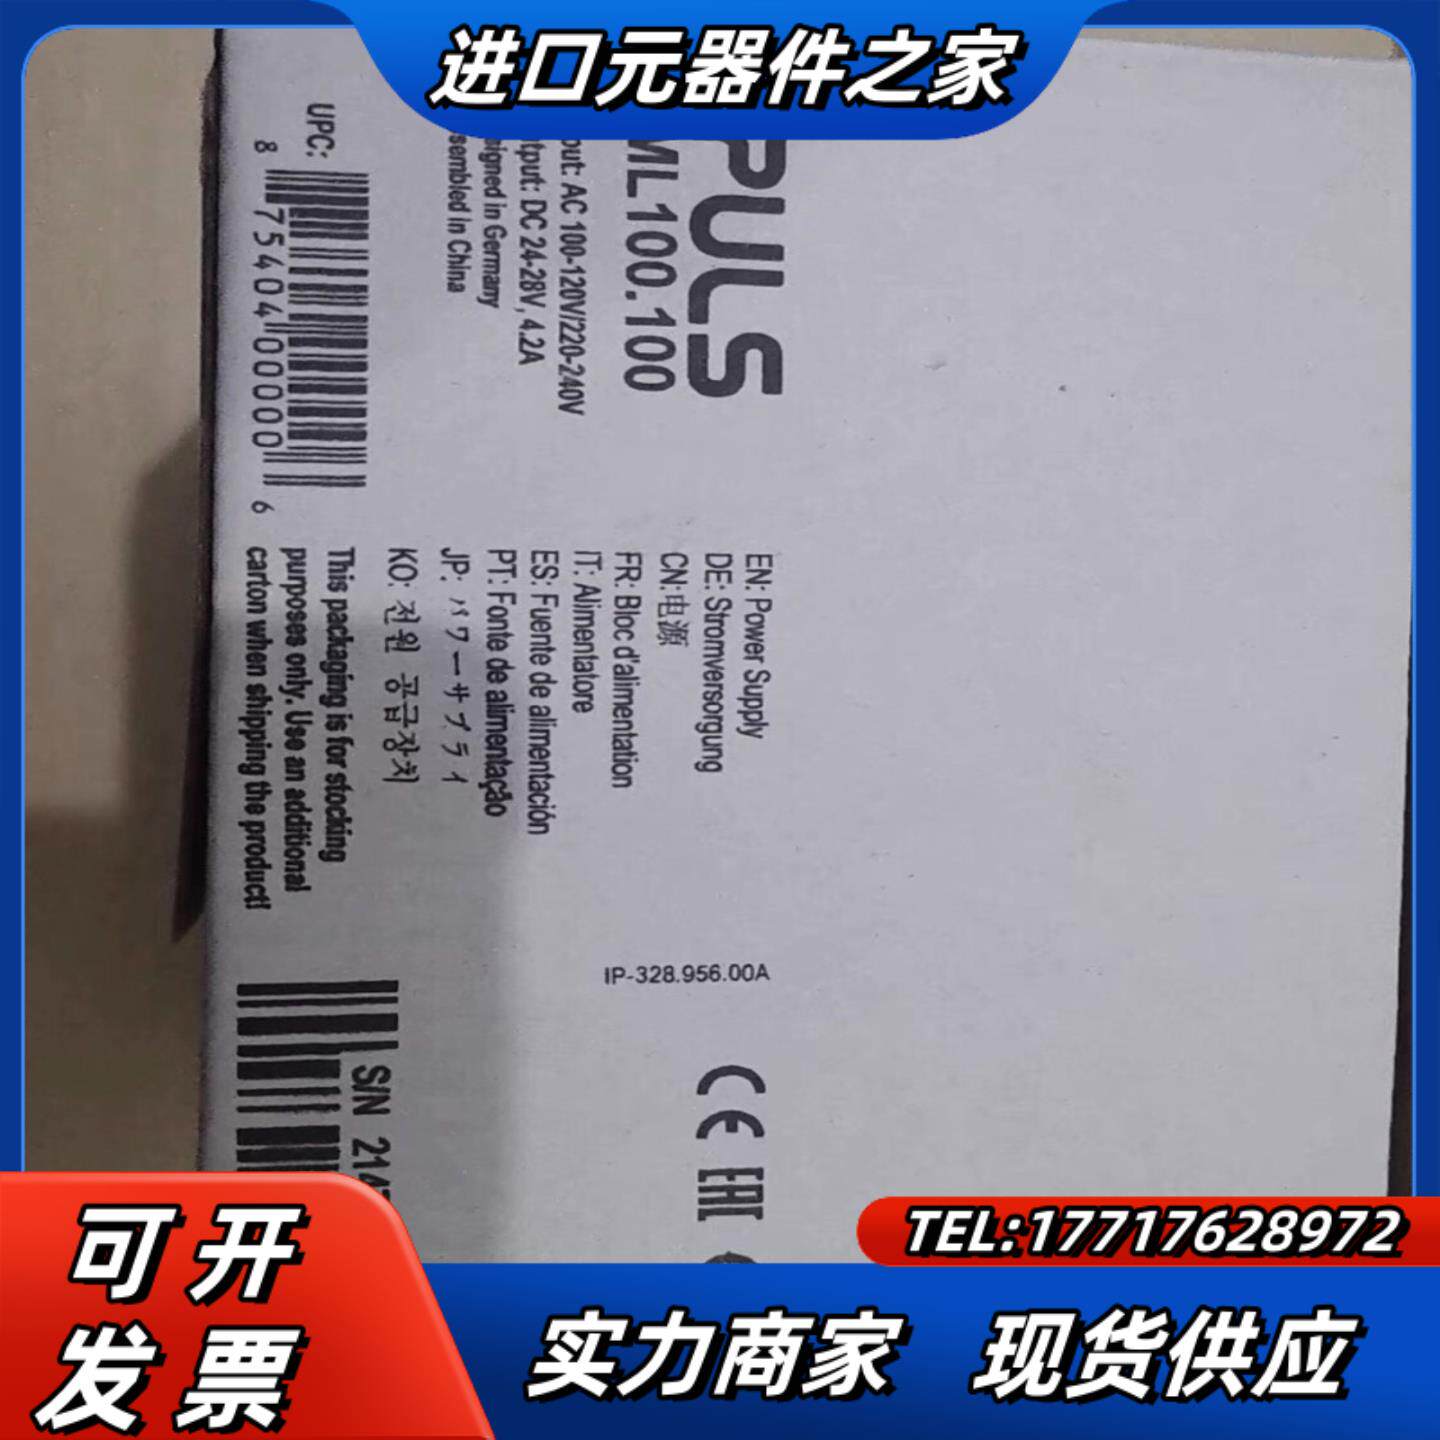 进口元器件之家
PULS
ML100.100
put: AC 100-120V/220-240V
tput: DC 24-28V, 4.2A
signed in Germany
sembled in China
UPC:
8 75404 00000 6
EN: Power Supply
DE: Stromversorgung
CN:电源
FR: Bloc d'alimentation
IT: Alimentatore
ES: Fuente de alimentación
PT: Fonte de alimentação
JP: パワーサプライ
KO: 전원 공급장치
This packaging is for stocking
purposes only. Use an additional
carton when shipping the product!
IP-328.956.00A
CE EAC
S/N 214
TEL:17717628972
可开
发票
实力商家 现货供应